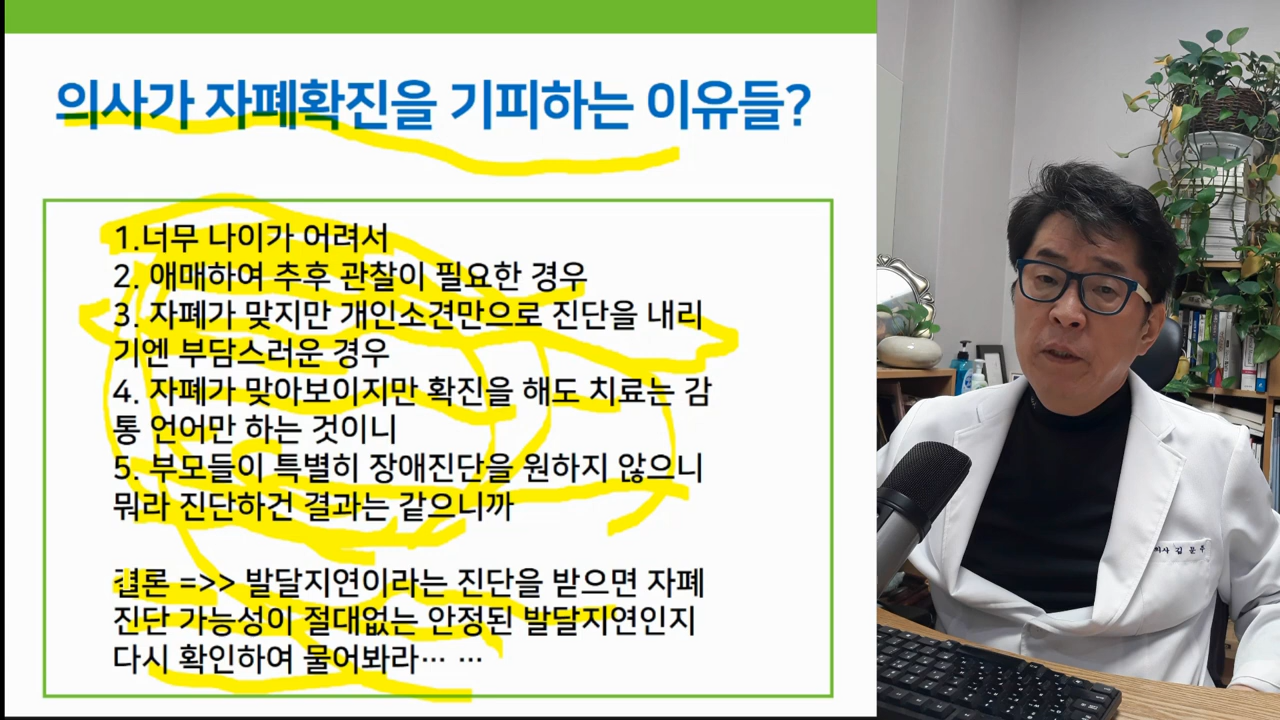 의사가 자폐확진을 기피하는 이유들?
1.너무 나이가 어려서
2. 애매하여 추후 관찰이 필요한 경우
3. 자폐가 맞지만 개인소견만으로 진단을 내리
기엔 부담스러운 경우
4. 자폐가 맞아보이지만 확진을 해도 치료는 감
통 언어만 하는 것이니
5. 부모들이 특별히 장애진단을 원하지 않으니
뭐라 진단하건 결과는 같으니까
결론 =>> 발달지연이라는 진단을 받으면 자폐
진단 가능성이 절대없는 안정된 발달지연인지
다시 확인하여 물어봐라… …
김문주